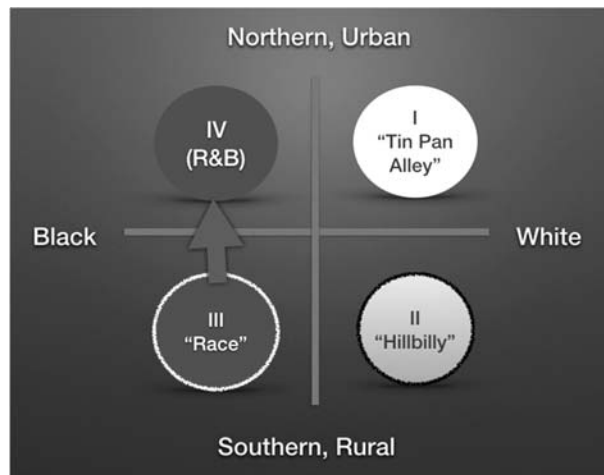 Northern, Urban
IV
(R&B)
I
“Tin Pan
Alley”
Black
White
III
“Race”
II
“Hillbilly”
Southern, Rural